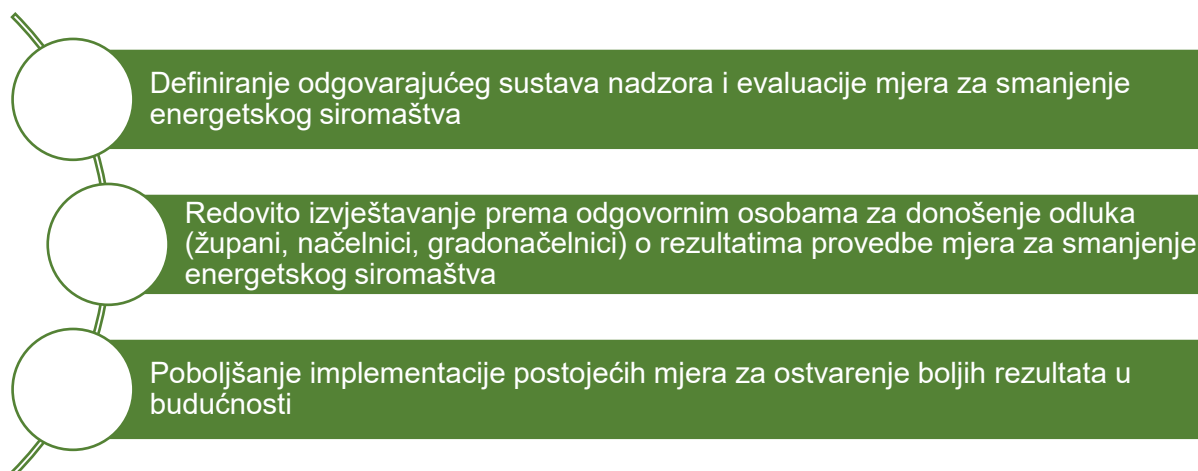 Definiranje odgovarajućeg sustava nadzora i evaluacije mjera za smanjenje
energetskog siromaštva
Redovito izvještavanje prema odgovornim osobama za donošenje odluka
(župani, načelnici, gradonačelnici) o rezultatima provedbe mjera za smanjenje
energetskog siromaštva
Poboljšanje implementacije postojećih mjera za ostvarenje boljih rezultata u
budućnosti